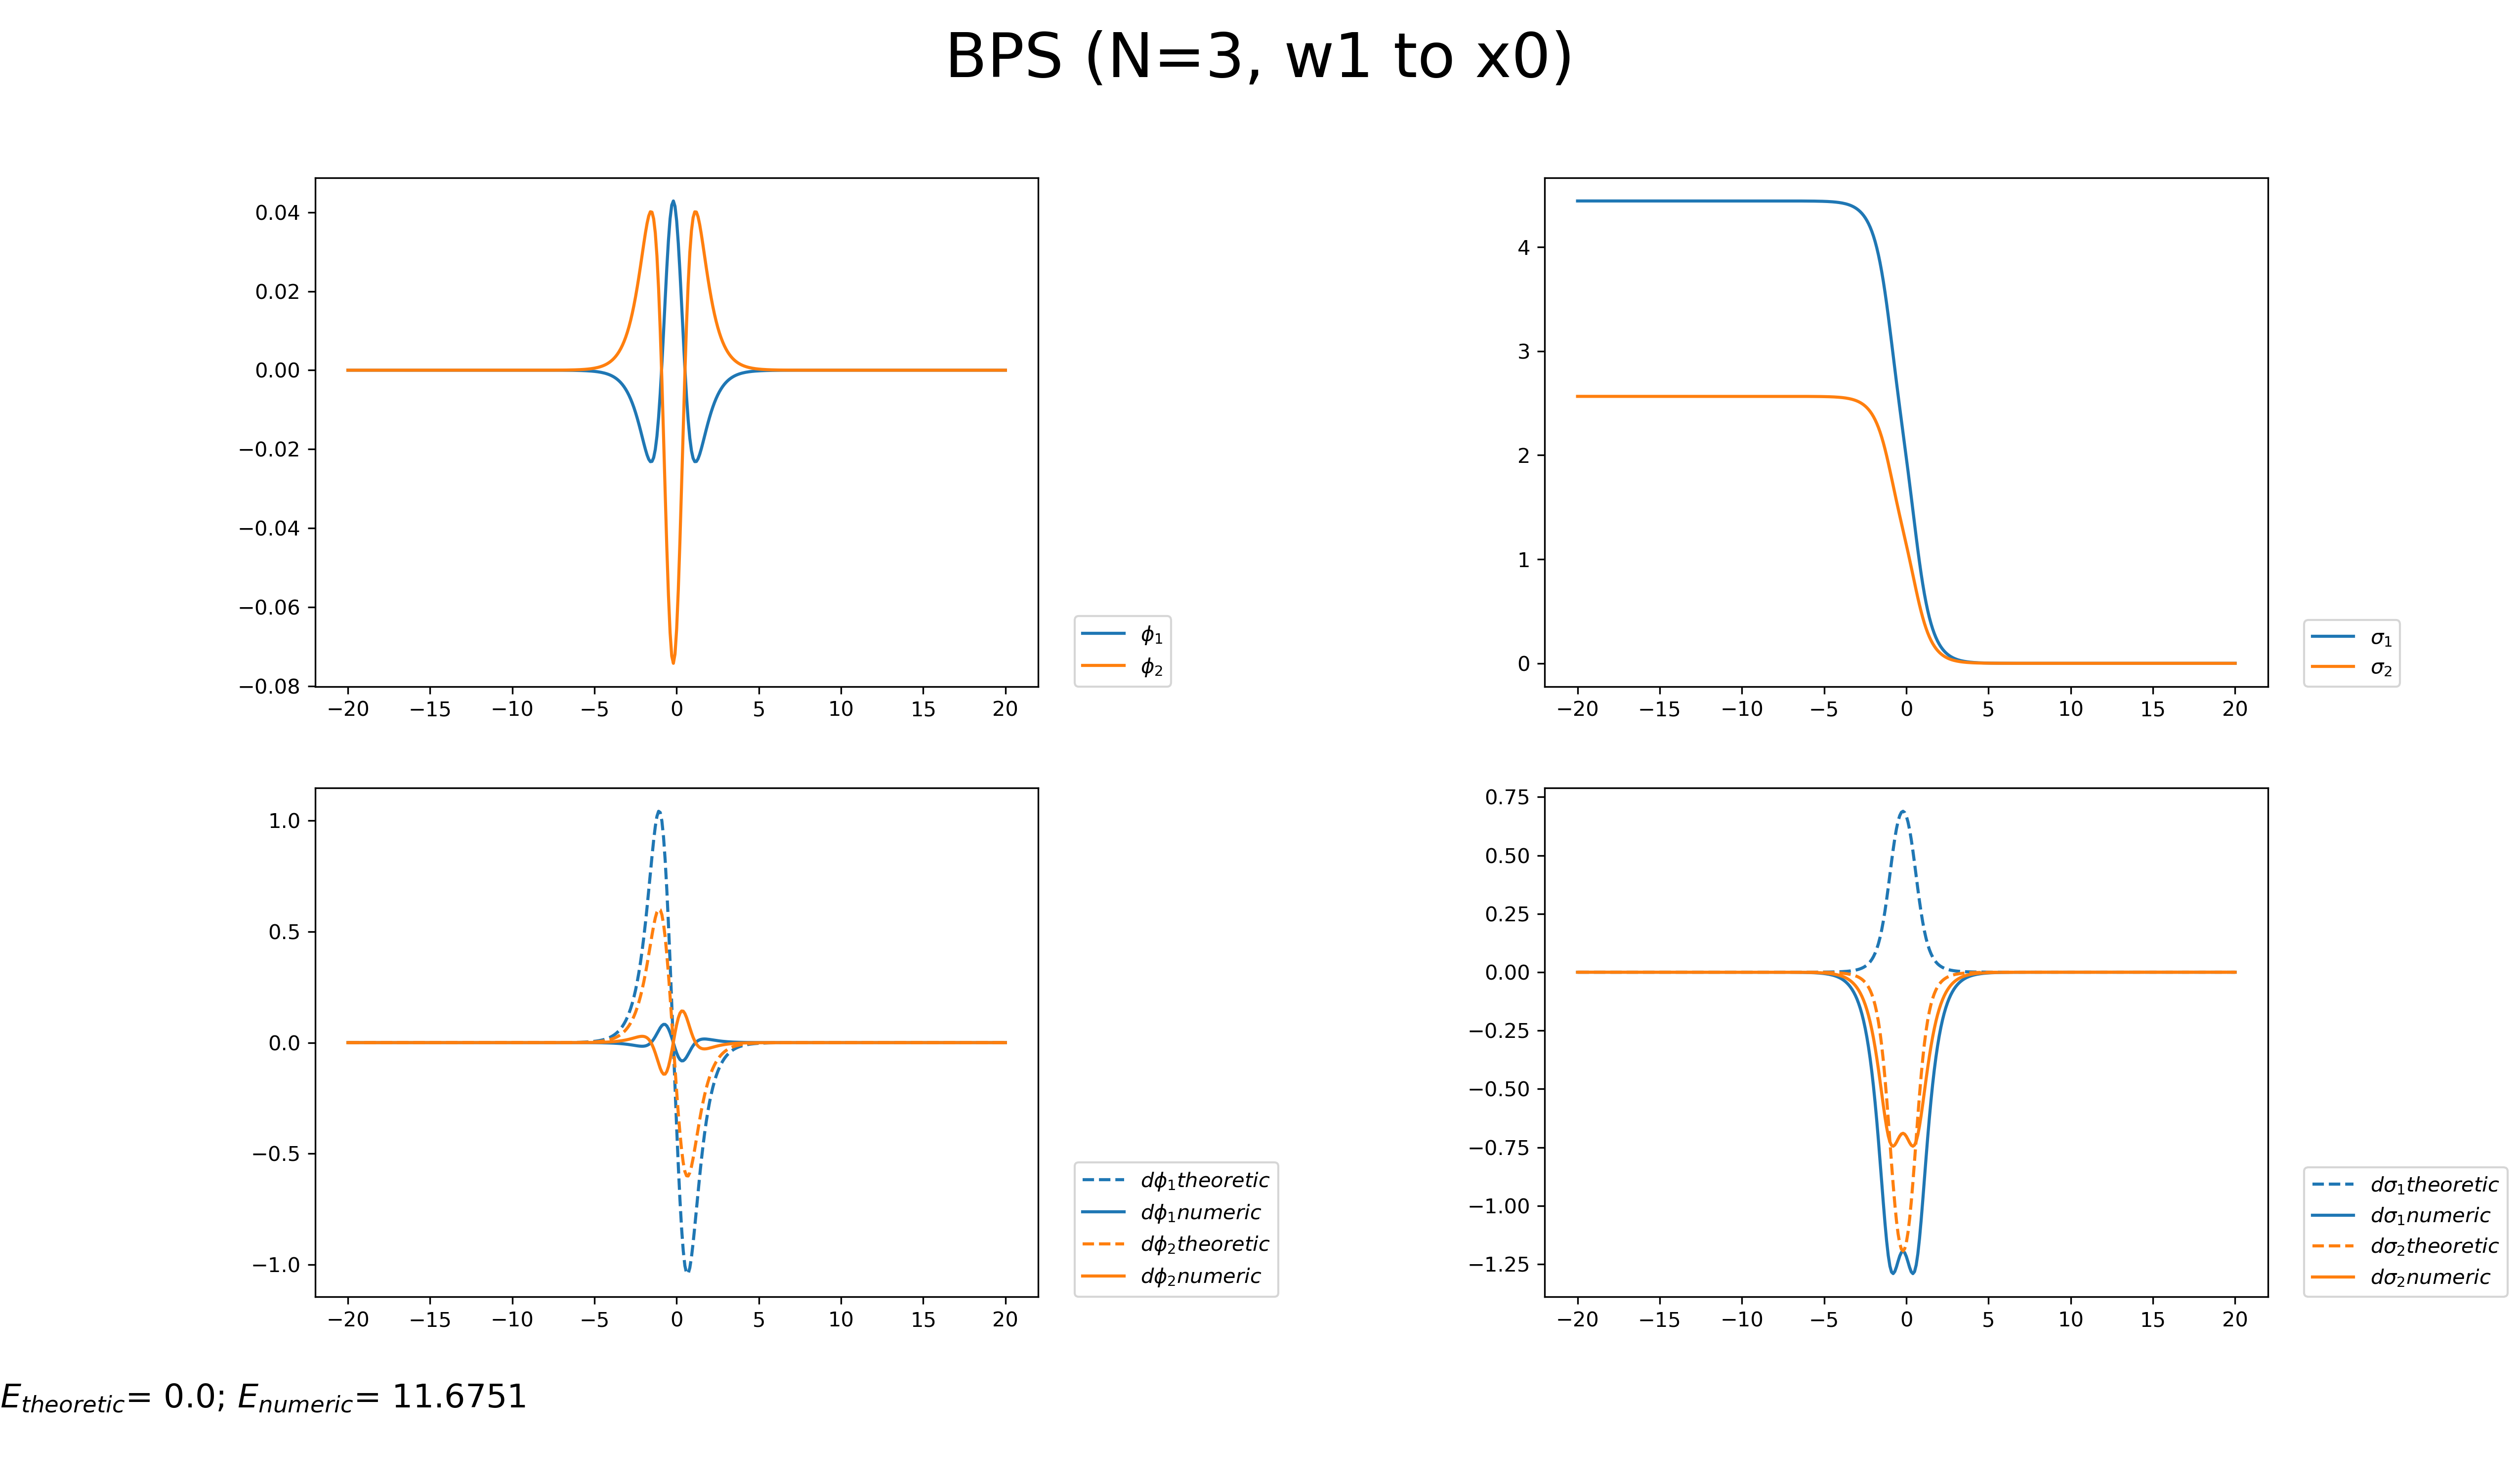 BPS (N=3, w1 to x0)
0.04
0.02
0.00
−0.02
−0.04
−0.06
−0.08
−20 −15 −10 −5 0 5 10 15 20
ϕ₁
ϕ₂
4
3
2
1
0
−20 −15 −10 −5 0 5 10 15 20
σ₁
σ₂
1.0
0.5
0.0
−0.5
−1.0
−20 −15 −10 −5 0 5 10 15 20
dϕ₁theoretic
dϕ₁numeric
dϕ₂theoretic
dϕ₂numeric
0.75
0.50
0.25
0.00
−0.25
−0.50
−0.75
−1.00
−1.25
−20 −15 −10 −5 0 5 10 15 20
dσ₁theoretic
dσ₁numeric
dσ₂theoretic
dσ₂numeric
E_theoretic= 0.0; E_numeric= 11.6751